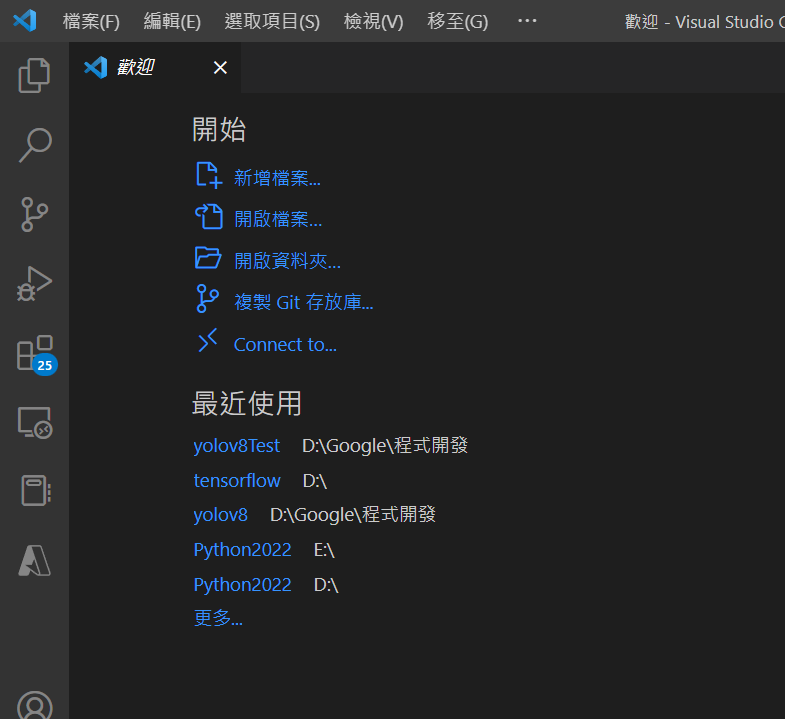 檔案(F) 編輯(E) 選取項目(S) 檢視(V) 移至(G) ··· 歡迎 - Visual Studio
歡迎
開始
新增檔案...
開啟檔案...
開啟資料夾...
複製 Git 存放庫...
Connect to...
25
最近使用
yolov8Test D:\Google\程式開發
tensorflow D:\
yolov8 D:\Google\程式開發
Python2022 E:\
Python2022 D:\
更多...